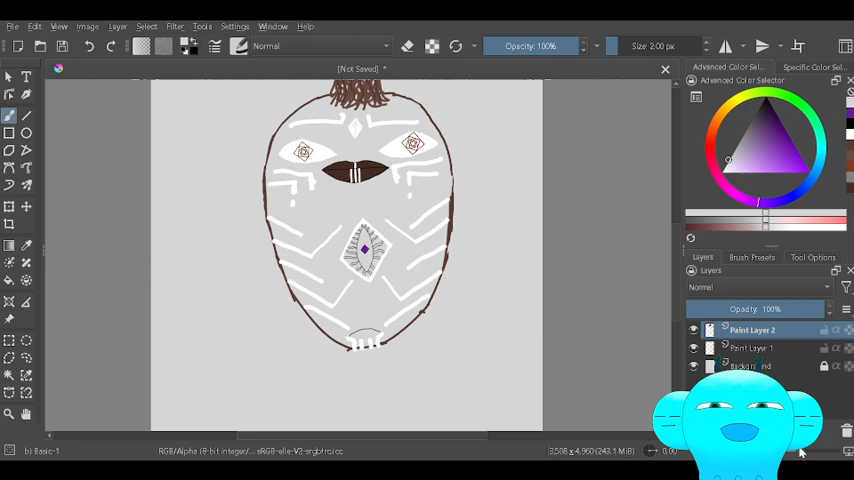 File Edit View Image Layer Select Filter Tools Settings Window Help
Normal Opacity: 100% Size: 2.00 px
[Not Saved] *
Advanced Color Sel... Specific Color Sel...
Advanced Color Selector
Layers Brush Presets Tool Options
Layers
Normal
Opacity: 100%
Paint Layer 2
Paint Layer 1
b) Basic-1 RGB/Alpha (8-bit integer/... sRGB-elle-V2-srgbtrc.icc 3,508 x 4,960 (243.1 MiB) 0.00